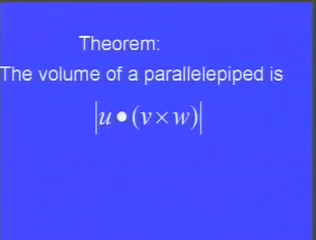 Theorem:
The volume of a parallelepiped is
|u•(v×w)|